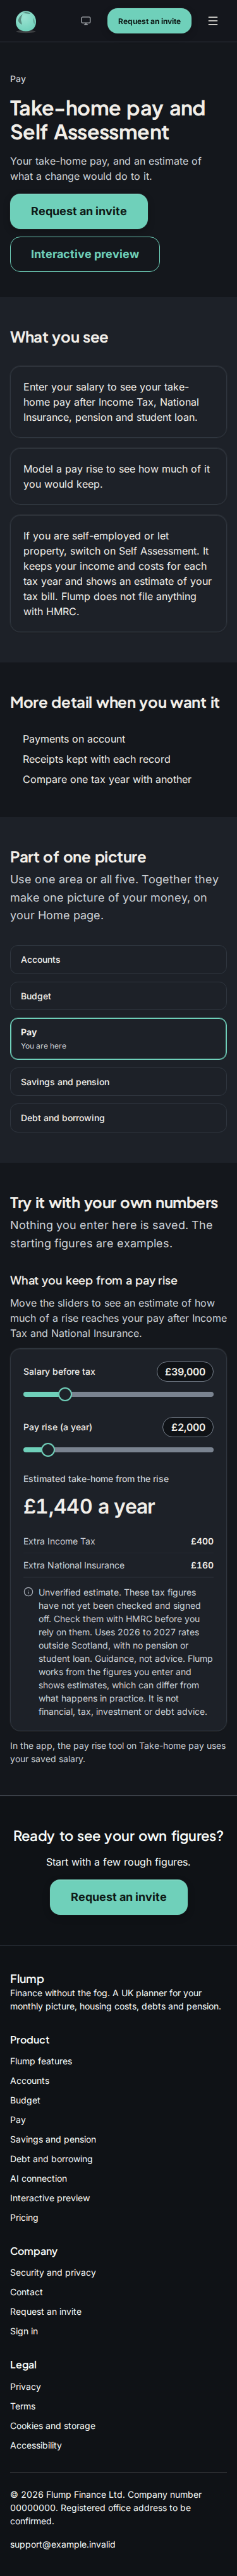 Request an invite
Pay
Take-home pay and
Self Assessment
Your take-home pay, and an estimate of
what a change would do to it.
Request an invite
Interactive preview
What you see
Enter your salary to see your take-
home pay after Income Tax, National
Insurance, pension and student loan.
Model a pay rise to see how much of it
you would keep.
If you are self-employed or let
property, switch on Self Assessment. It
keeps your income and costs for each
tax year and shows an estimate of your
tax bill. Flump does not file anything
with HMRC.
More detail when you want it
Payments on account
Receipts kept with each record
Compare one tax year with another
Part of one picture
Use one area or all five. Together they
make one picture of your money, on
your Home page.
Accounts
Budget
Pay
You are here
Savings and pension
Debt and borrowing
Try it with your own numbers
Nothing you enter here is saved. The
starting figures are examples.
What you keep from a pay rise
Move the sliders to see an estimate of how
much of a rise reaches your pay after Income
Tax and National Insurance.
Salary before tax £39,000
Pay rise (a year) £2,000
Estimated take-home from the rise
£1,440 a year
Extra Income Tax £400
Extra National Insurance £160
Unverified estimate. These tax figures
have not yet been checked and signed
off. Check them with HMRC before you
rely on them. Uses 2026 to 2027 rates
outside Scotland, with no pension or
student loan. Guidance, not advice. Flump
works from the figures you enter and
shows estimates, which can differ from
what happens in practice. It is not
financial, tax, investment or debt advice.
In the app, the pay rise tool on Take-home pay uses
your saved salary.
Ready to see your own figures?
Start with a few rough figures.
Request an invite
Flump
Finance without the fog. A UK planner for your
monthly picture, housing costs, debts and pension.
Product
Flump features
Accounts
Budget
Pay
Savings and pension
Debt and borrowing
AI connection
Interactive preview
Pricing
Company
Security and privacy
Contact
Request an invite
Sign in
Legal
Privacy
Terms
Cookies and storage
Accessibility
© 2026 Flump Finance Ltd. Company number
00000000. Registered office address to be
confirmed.
support@example.invalid